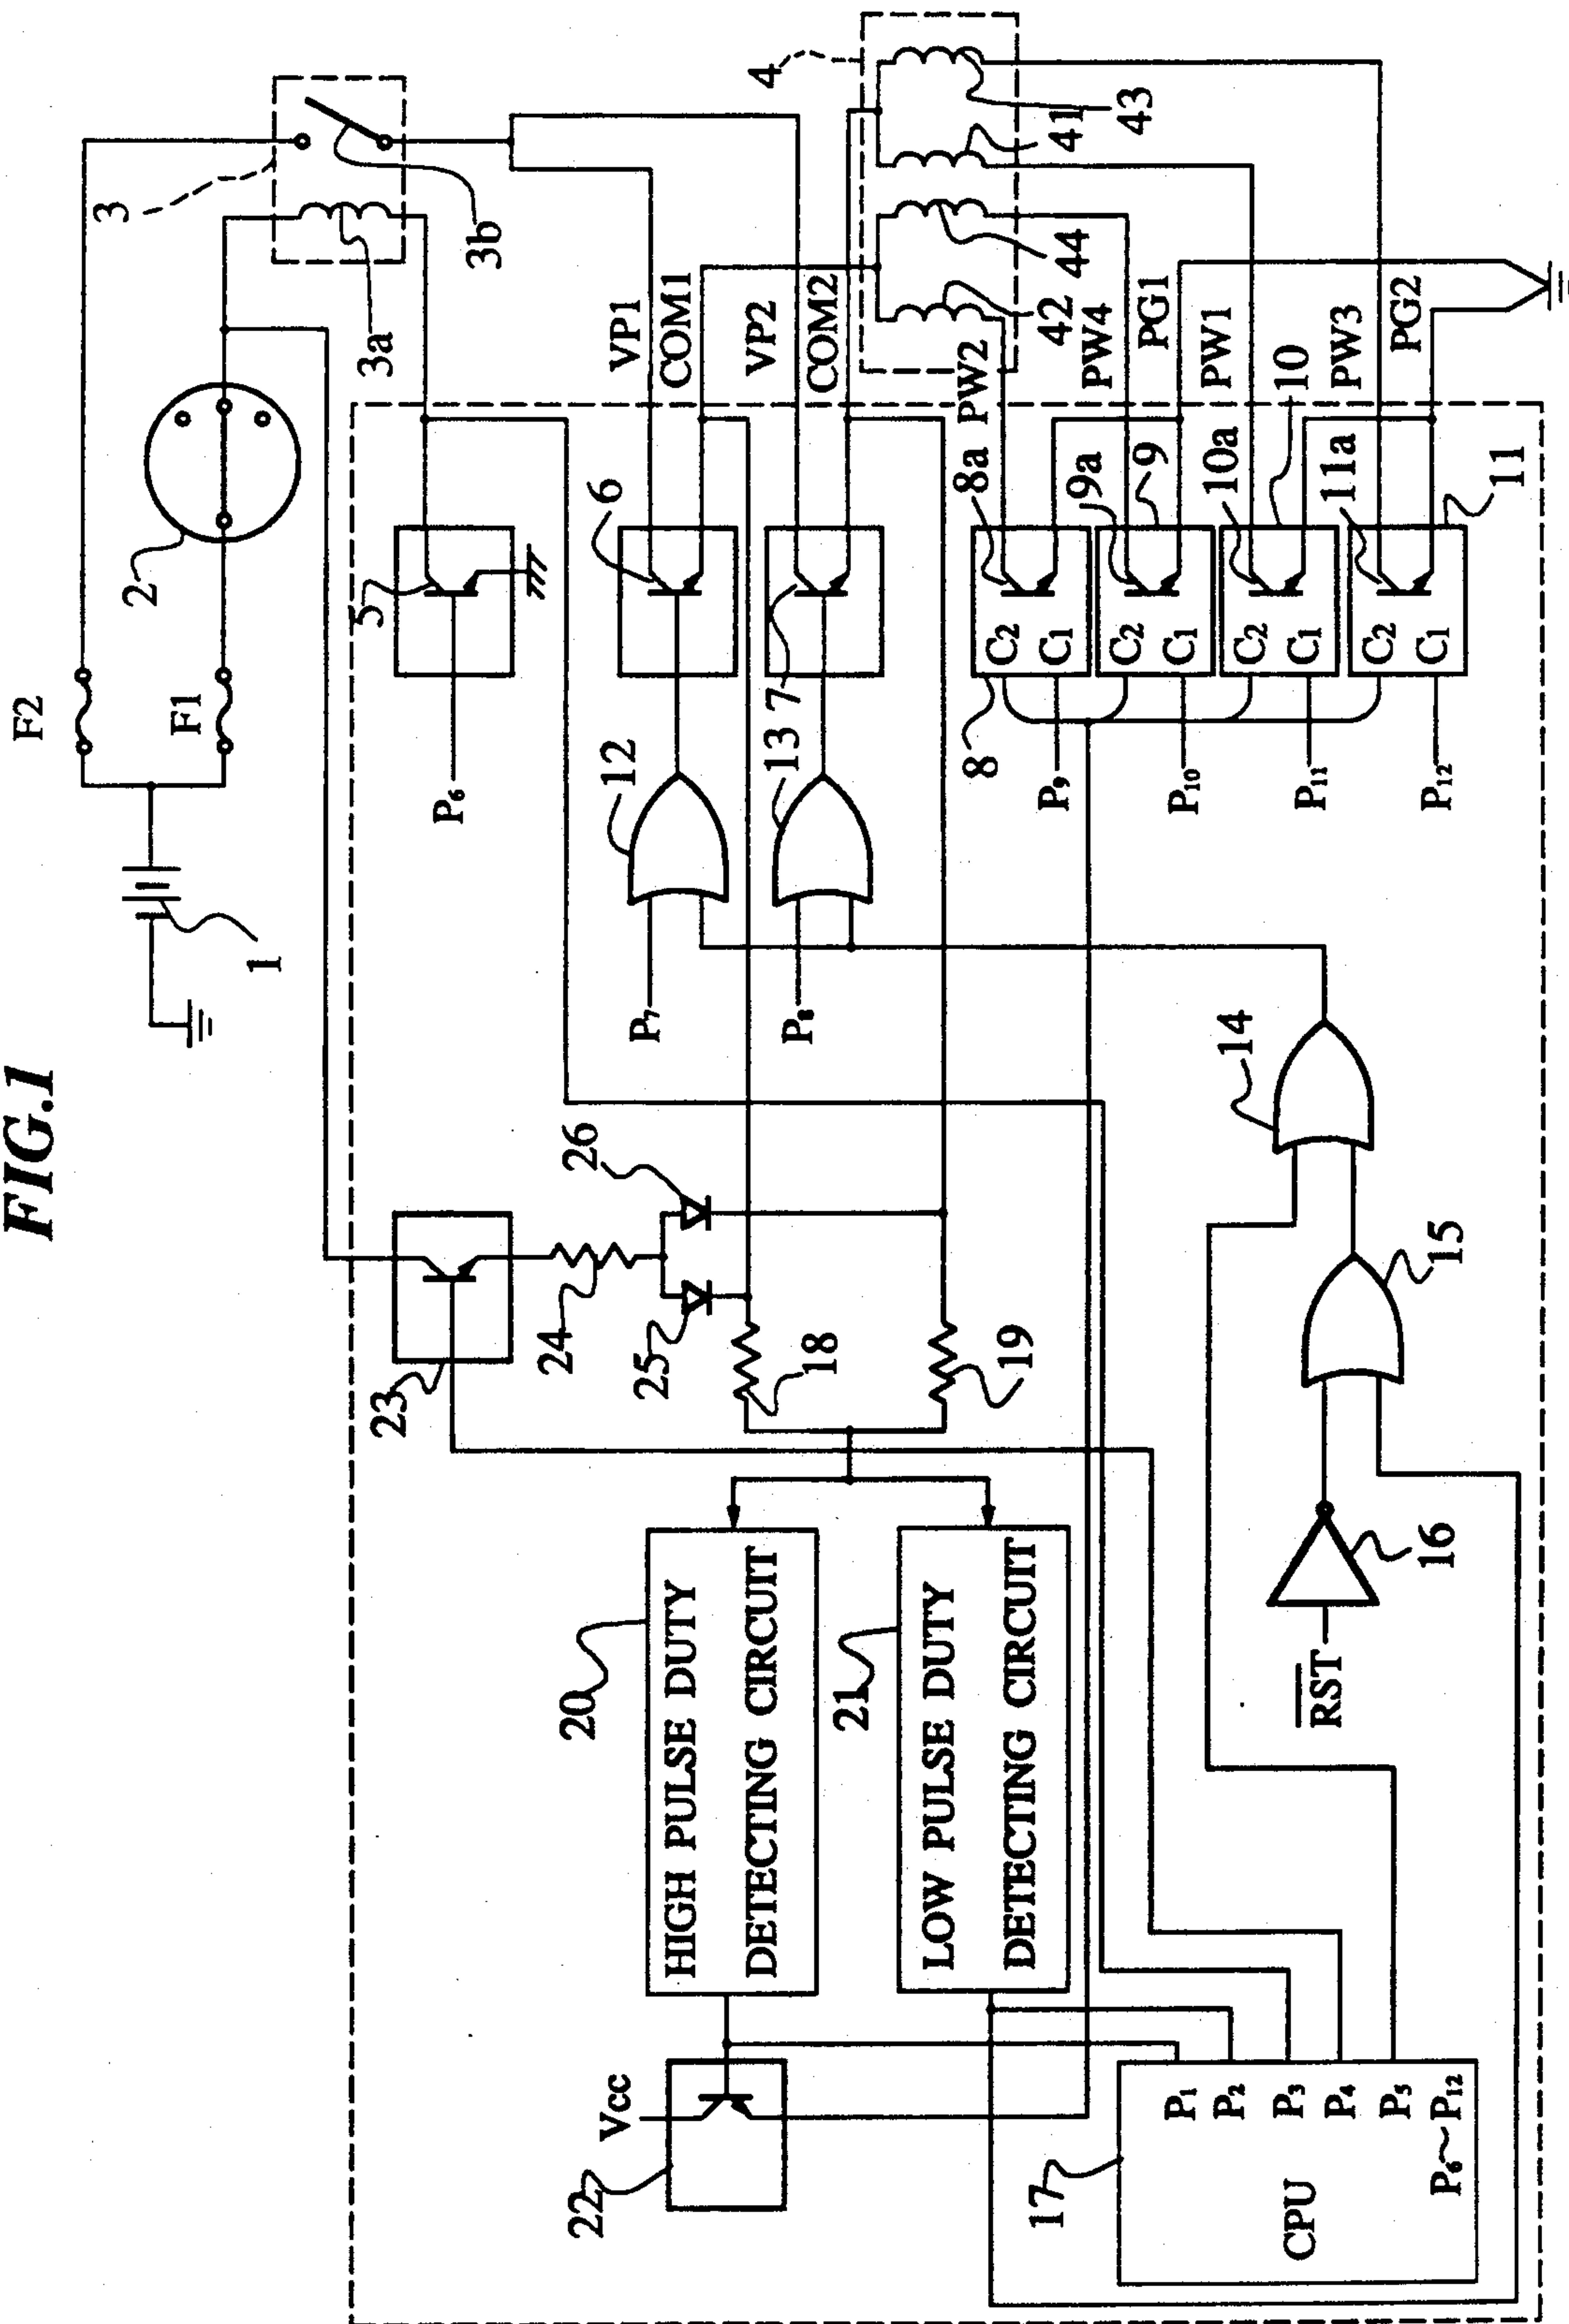 FIG.1
F2
F1
1
2
3
3a
3b
4
41
43
44
42
VP1
COM1
VP2
COM2
PW2
PW4
PG1
PW1
PW3
PG2
5
P6
6
7
12
13
P7
P8
8a
9a
9
10a
10
11a
11
C2
C1
C2
C1
C2
C1
C2
C1
8
P9
P10
P11
P12
23
24
25
26
18
19
14
15
16
RST
20
HIGH PULSE DUTY
DETECTING CIRCUIT
21
LOW PULSE DUTY
DETECTING CIRCUIT
Vcc
22
17
CPU
P1
P2
P3
P4
P5
P6~P12